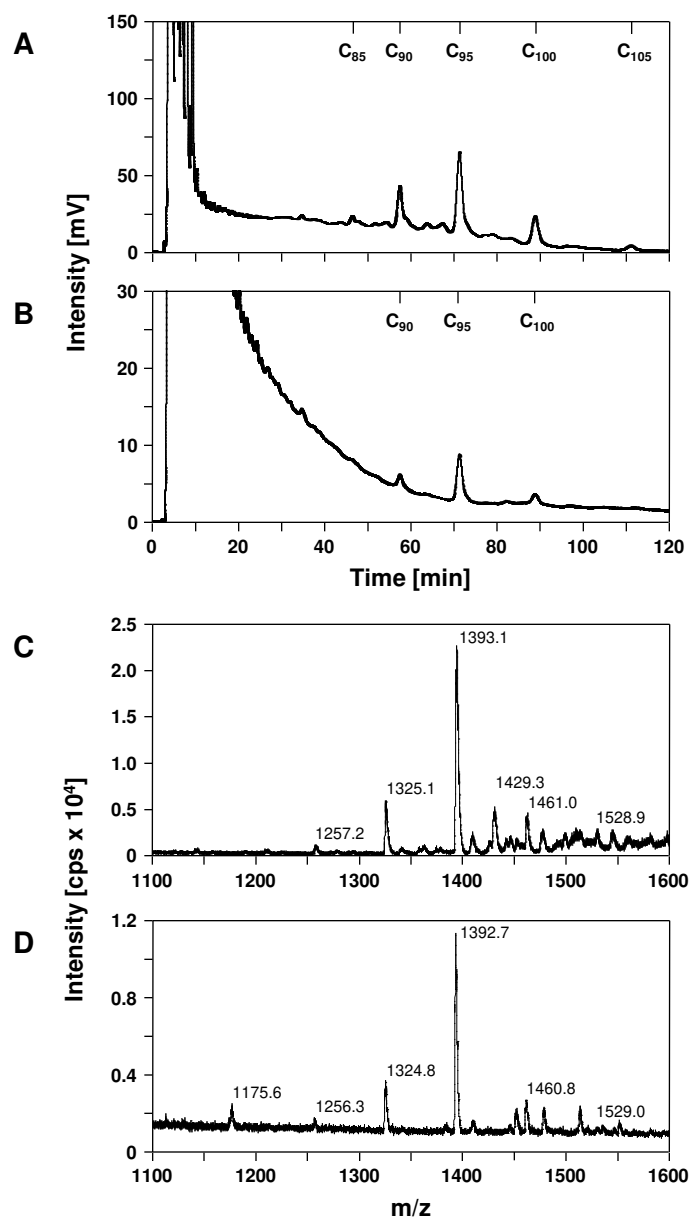 A
150
100
50
0
C85 C90 C95 C100 C105
Intensity [mV]
B
30
20
10
0
C90 C95 C100
0 20 40 60 80 100 120
Time [min]
C
2.5
2.0
1.5
1.0
0.5
0
1393.1
1325.1
1429.3
1461.0
1257.2
1528.9
1100 1200 1300 1400 1500 1600
Intensity [cps x 10⁴]
D
1.2
0.8
0.4
0
1392.7
1324.8
1175.6
1460.8
1256.3
1529.0
1100 1200 1300 1400 1500 1600
m/z